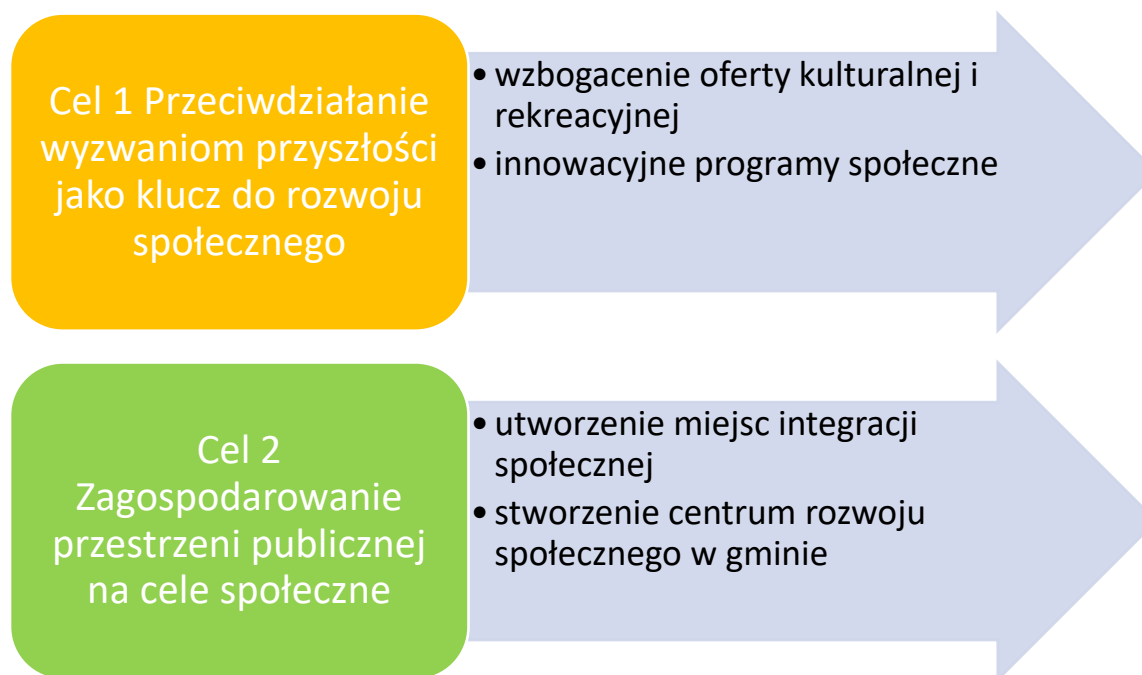 Cel 1 Przeciwdziałanie
wyzwaniom przyszłości
jako klucz do rozwoju
społecznego
• wzbogacenie oferty kulturalnej i
rekreacyjnej
• innowacyjne programy społeczne
Cel 2
Zagospodarowanie
przestrzeni publicznej
na cele społeczne
• utworzenie miejsc integracji
społecznej
• stworzenie centrum rozwoju
społecznego w gminie